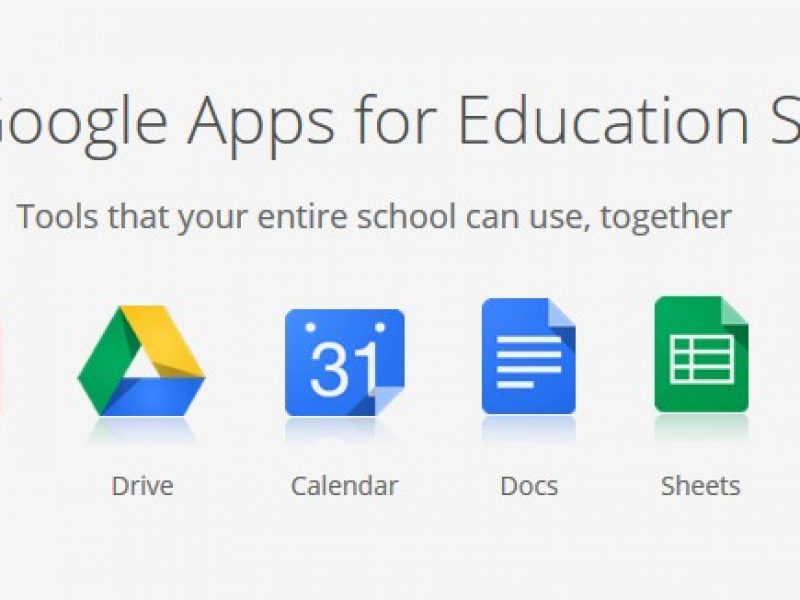 Google Apps for Education S
Tools that your entire school can use, together
31
Drive Calendar Docs Sheets